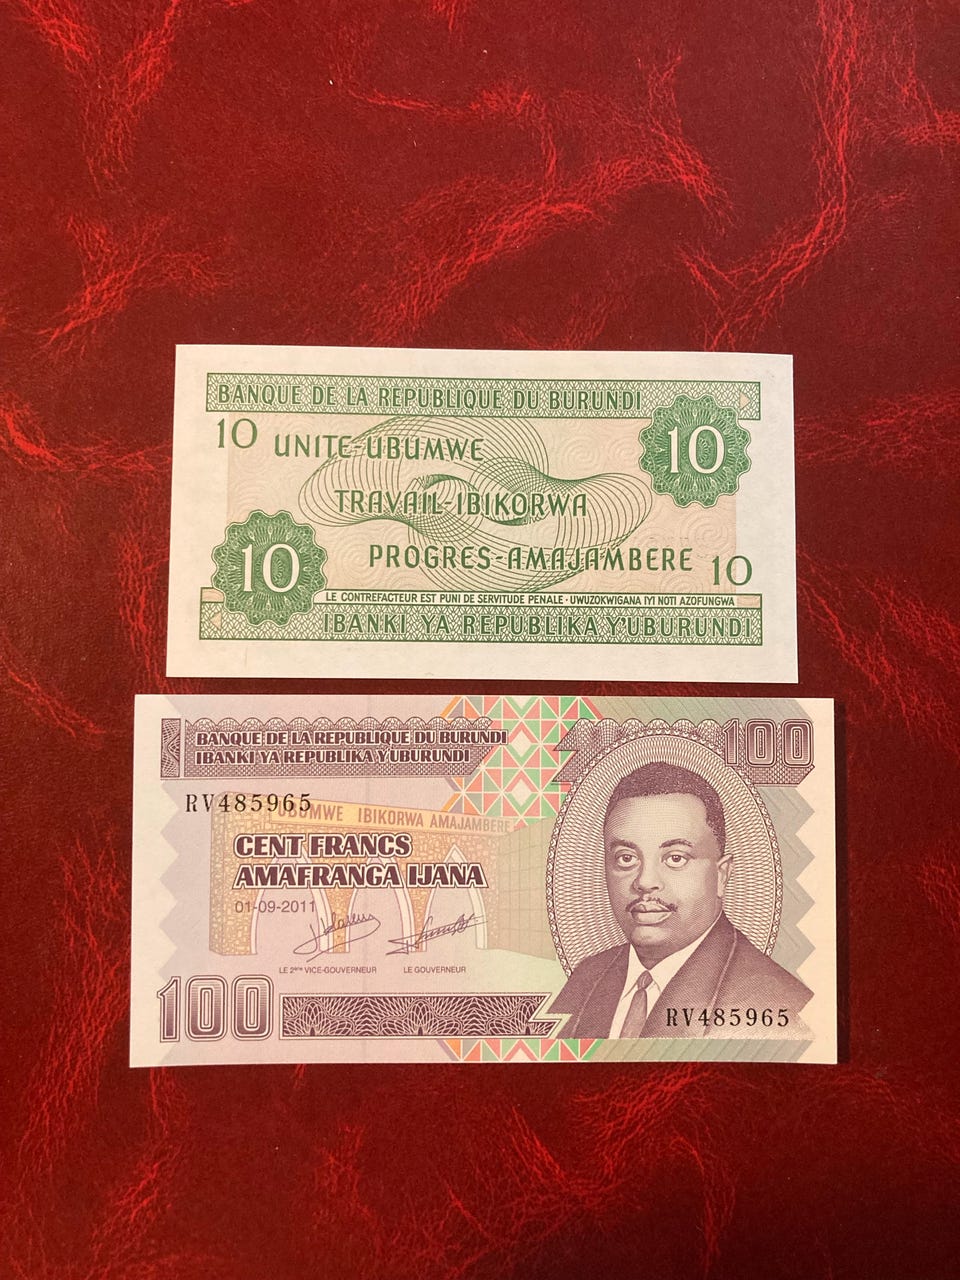 BANQUE DE LA REPUBLIQUE DU BURUNDI
10
10
UNITE-UBUMWE
TRAVAIL-IBIKORWA
PROGRES-AMAJAMBERE
10
10
LE CONTREFACTEUR EST PUNI DE SERVITUDE PENALE · UWUZOKWIGANA IYI NOTI AZOFUNGWA
IBANKI YA REPUBLIKA Y'UBURUNDI
BANQUE DE LA REPUBLIQUE DU BURUNDI
IBANKI YA REPUBLIKA Y'UBURUNDI
100
RV485965
UBUMWE IBIKORWA AMAJAMBERE
CENT FRANCS
AMAFRANGA IJANA
01-09-2011
LE 2ème VICE-GOUVERNEUR
LE GOUVERNEUR
100
RV485965